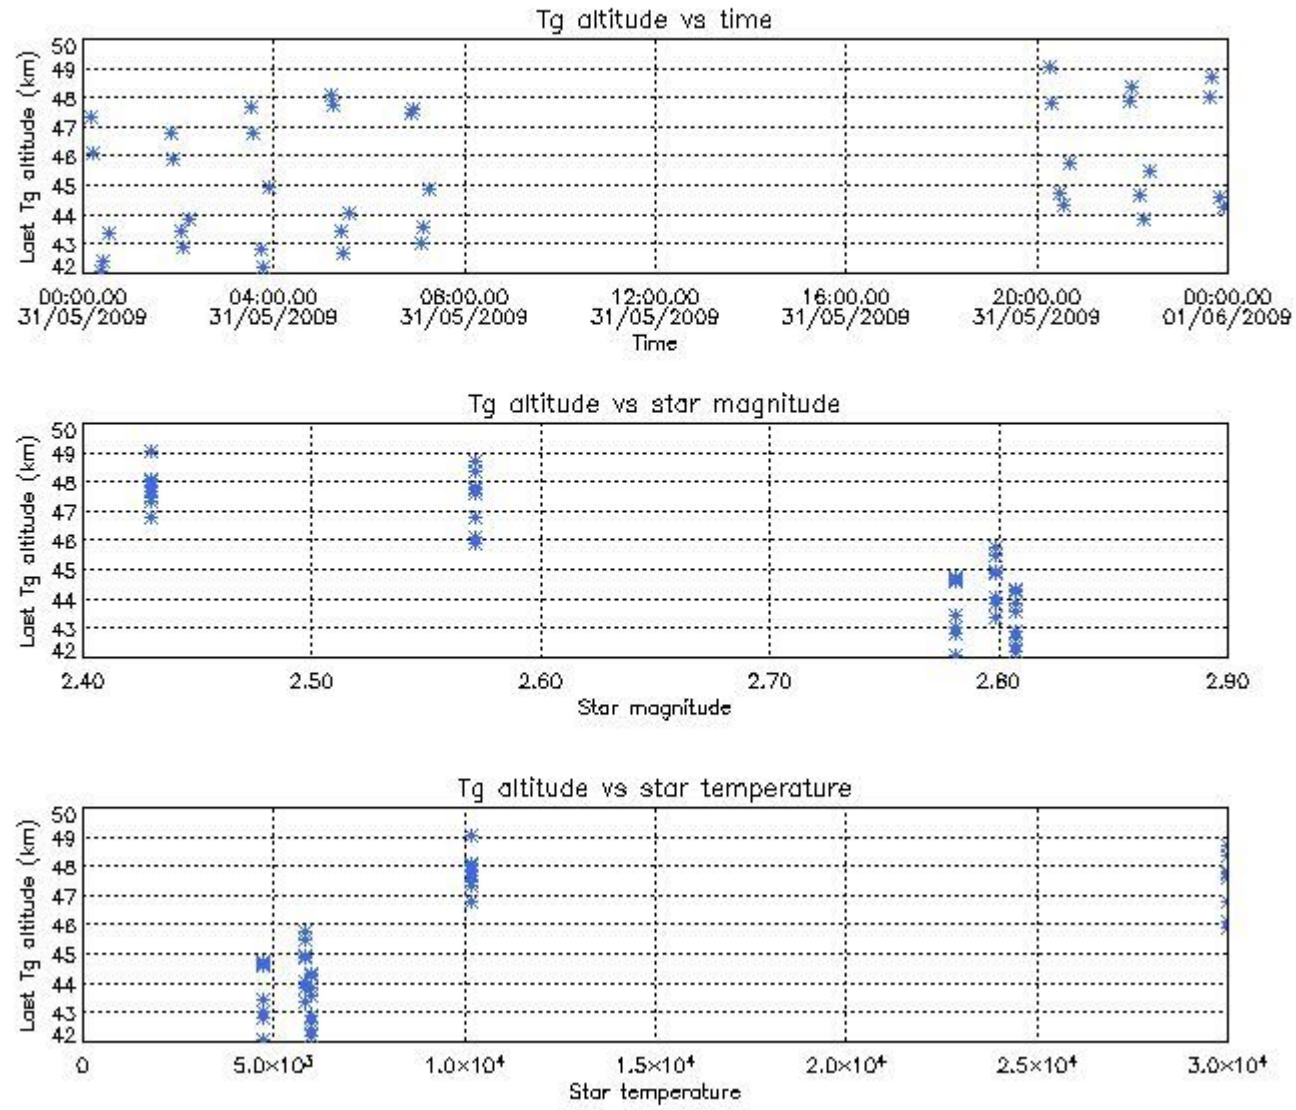 Tg altitude vs time
Last Tg altitude (km)
50
49
48
47
46
45
44
43
42
00:00.00 04:00.00 08:00.00 12:00.00 16:00.00 20:00.00 00:00.00
31/05/2009 31/05/2009 31/05/2009 31/05/2009 31/05/2009 31/05/2009 01/06/2009
Time
Tg altitude vs star magnitude
Last Tg altitude (km)
50
49
48
47
46
45
44
43
42
2.40 2.50 2.60 2.70 2.80 2.90
Star magnitude
Tg altitude vs star temperature
Last Tg altitude (km)
50
49
48
47
46
45
44
43
42
0 5.0×10³ 1.0×10⁴ 1.5×10⁴ 2.0×10⁴ 2.5×10⁴ 3.0×10⁴
Star temperature